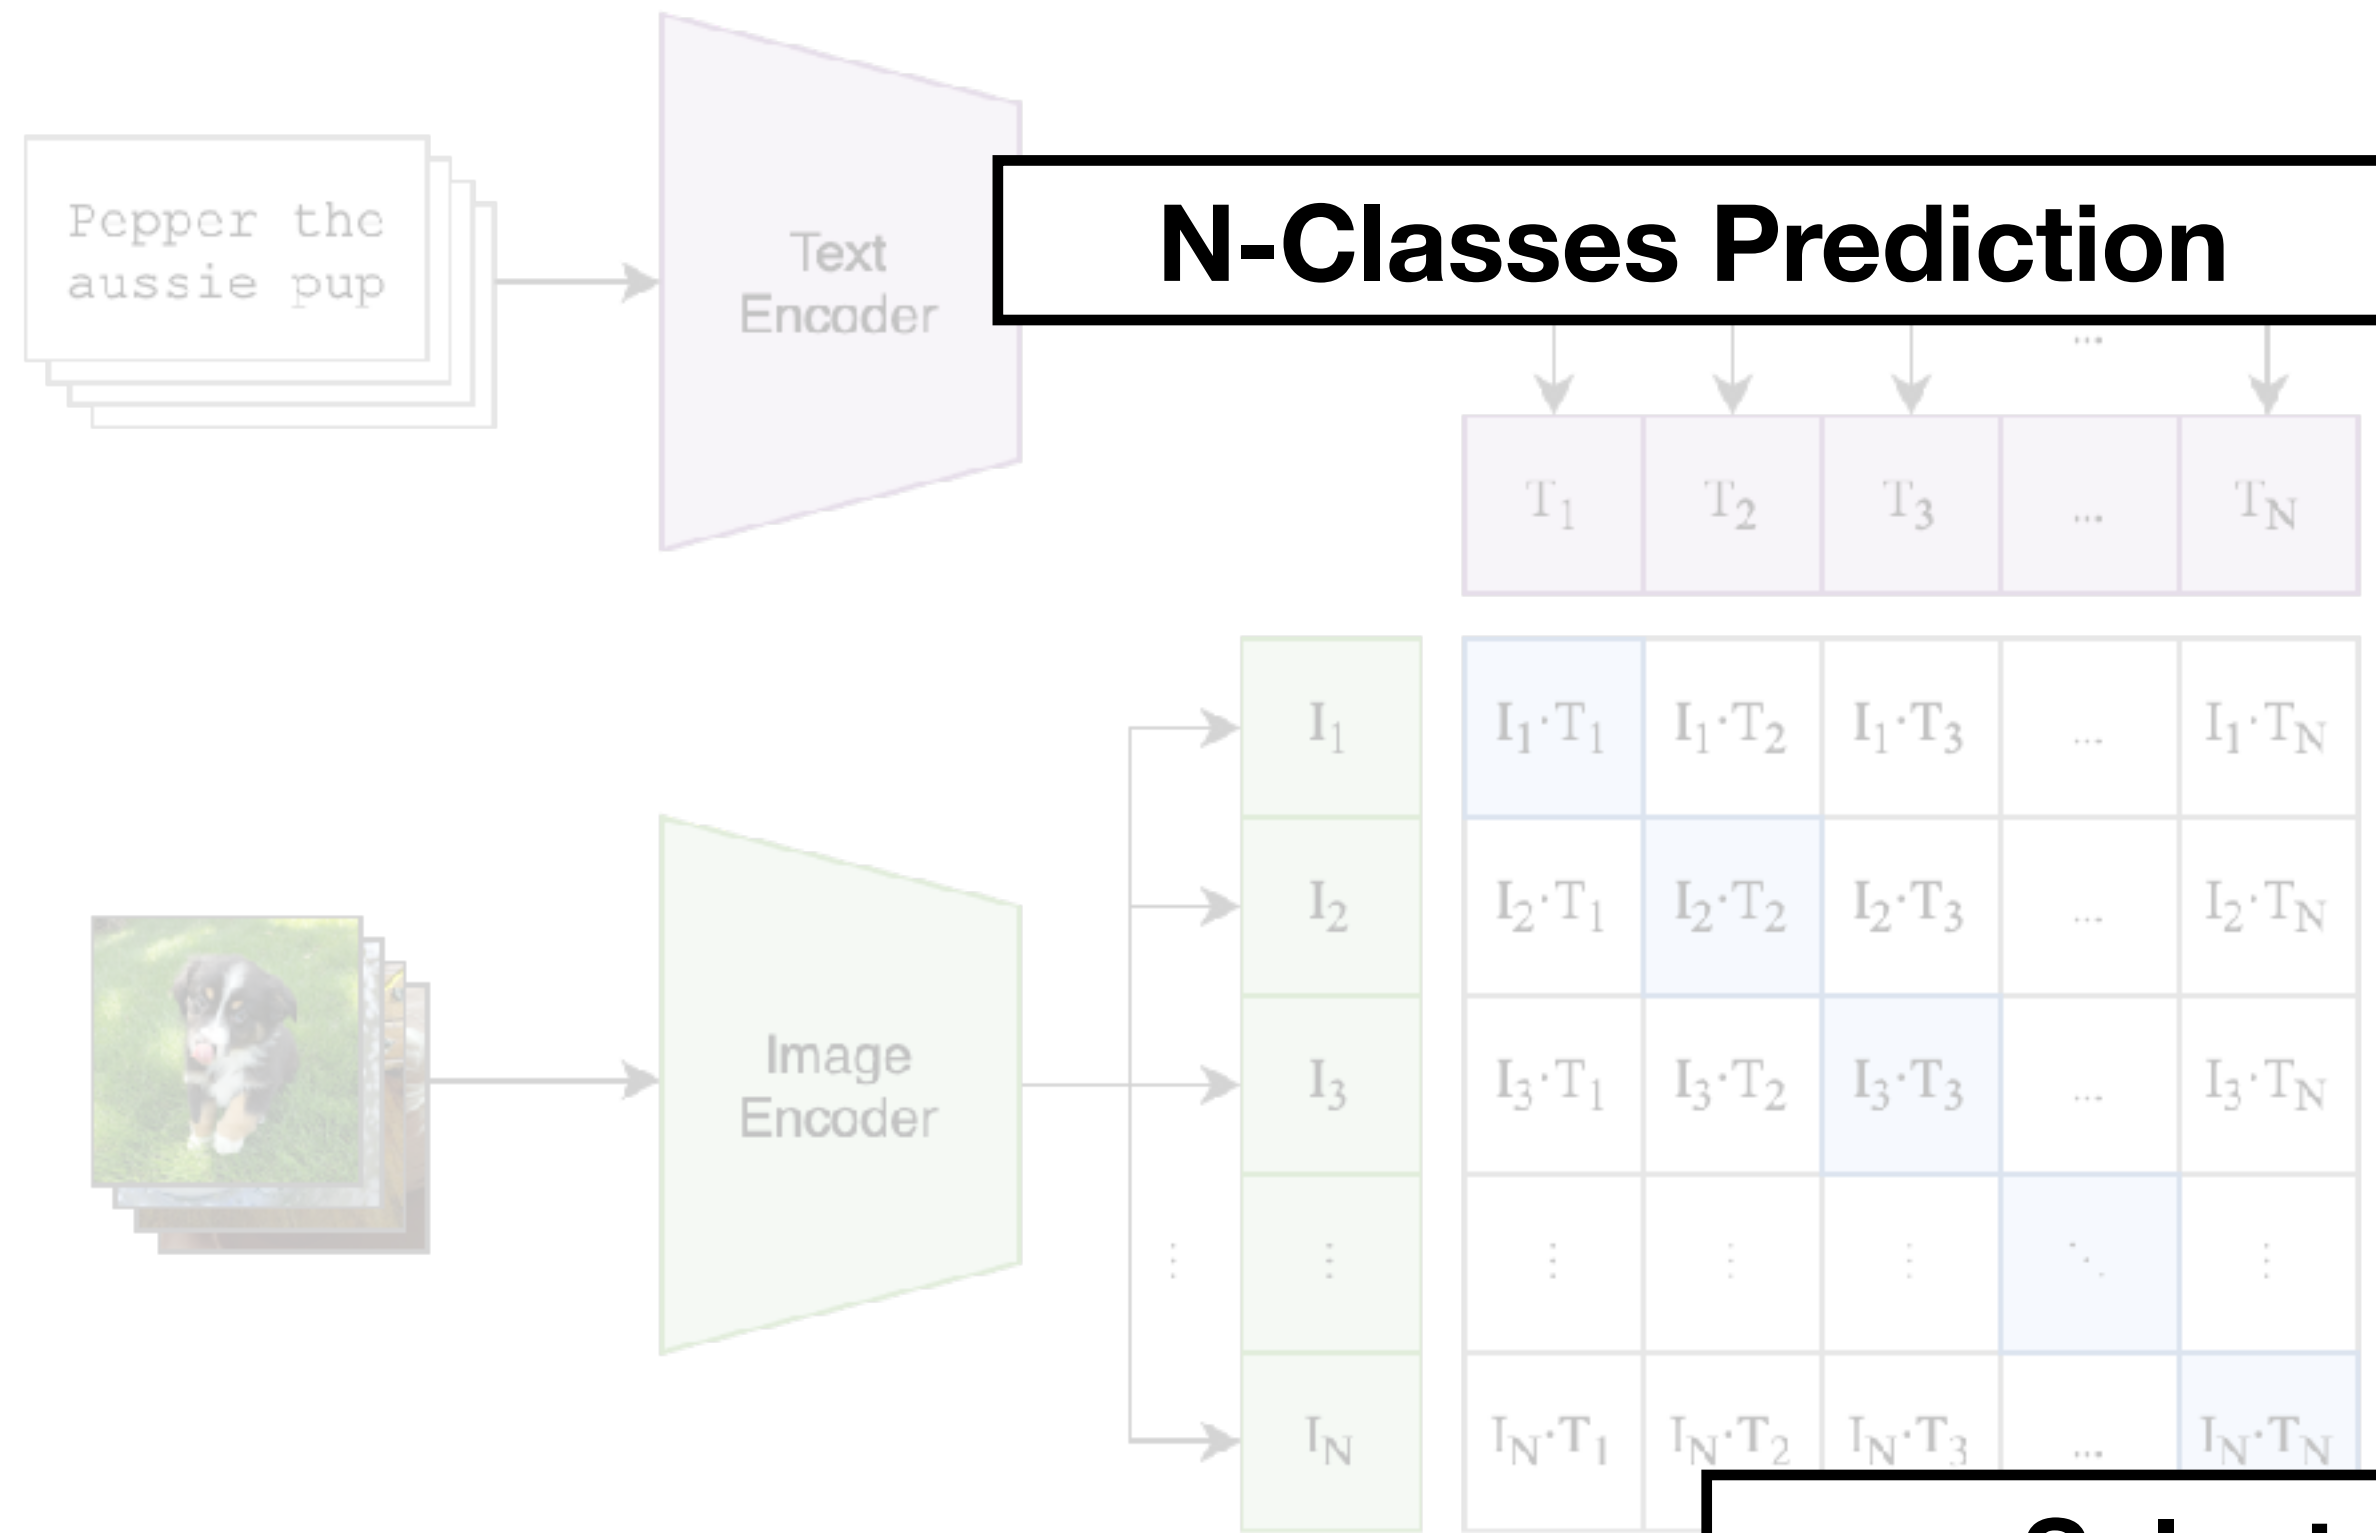 Pepper the
aussie pup
Text
Encoder
N-Classes Prediction
...
T1 T2 T3 ... TN
I1 I1·T1 I1·T2 I1·T3 ... I1·TN
I2 I2·T1 I2·T2 I2·T3 ... I2·TN
Image
Encoder
I3 I3·T1 I3·T2 I3·T3 ... I3·TN
⋮ ⋮ ⋮ ⋮ ⋮ ⋱ ⋮
IN IN·T1 IN·T2 IN·T3 ... IN·TN